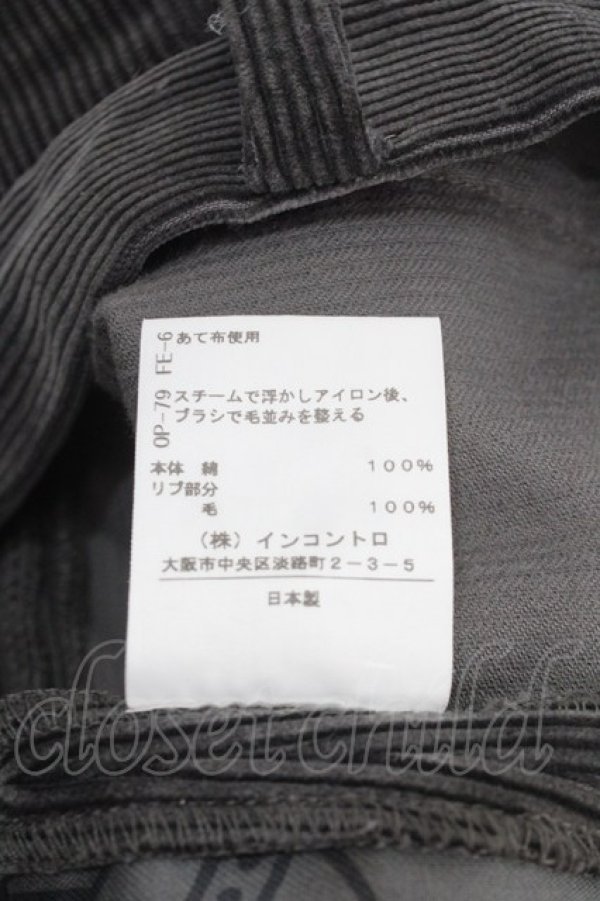 OP-79 FE-6
あて布使用
スチームで浮かしアイロン後、
ブラシで毛並みを整える
本体 綿 100%
リブ部分
毛 100%
(株)インコントロ
大阪市中央区淡路町2-3-5
日本製
closet child